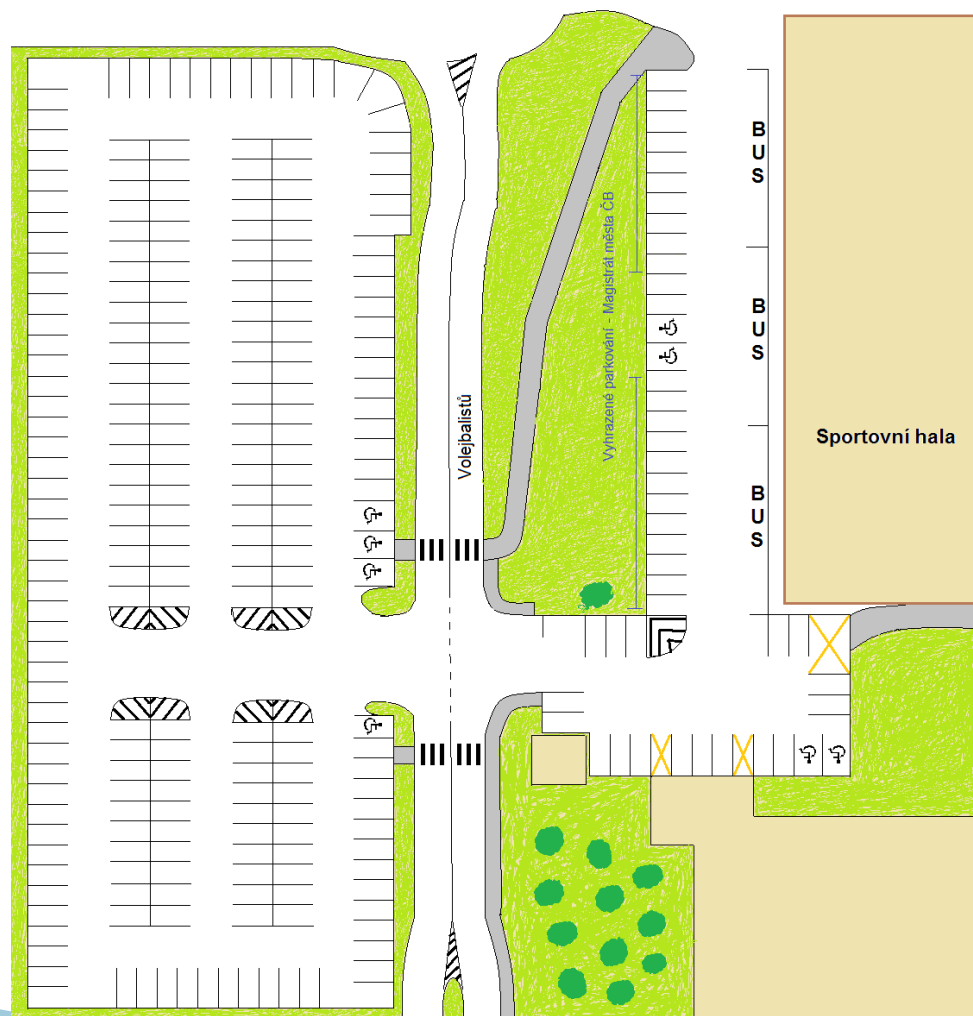 BUS
BUS
BUS
Vyhrazené parkování - Magistrát města ČB
Volejbalistů
Sportovní hala